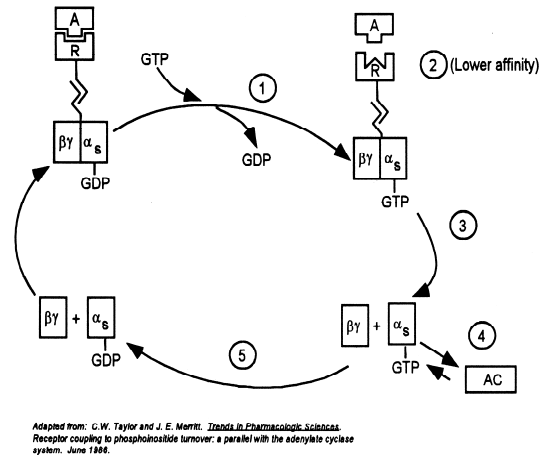 A
R
βγ αs
GDP
GTP
1
GDP
A
R
2 (Lower affinity)
βγ αs
GTP
3
βγ + αs
GDP
5
βγ + αs
GTP
4
AC
Adapted from: C.W. Taylor and J. E. Merritt. Trends in Pharmacologic Sciences.
Receptor coupling to phosphoinositide turnover: a parallel with the adenylate cyclase
system. June 1986.